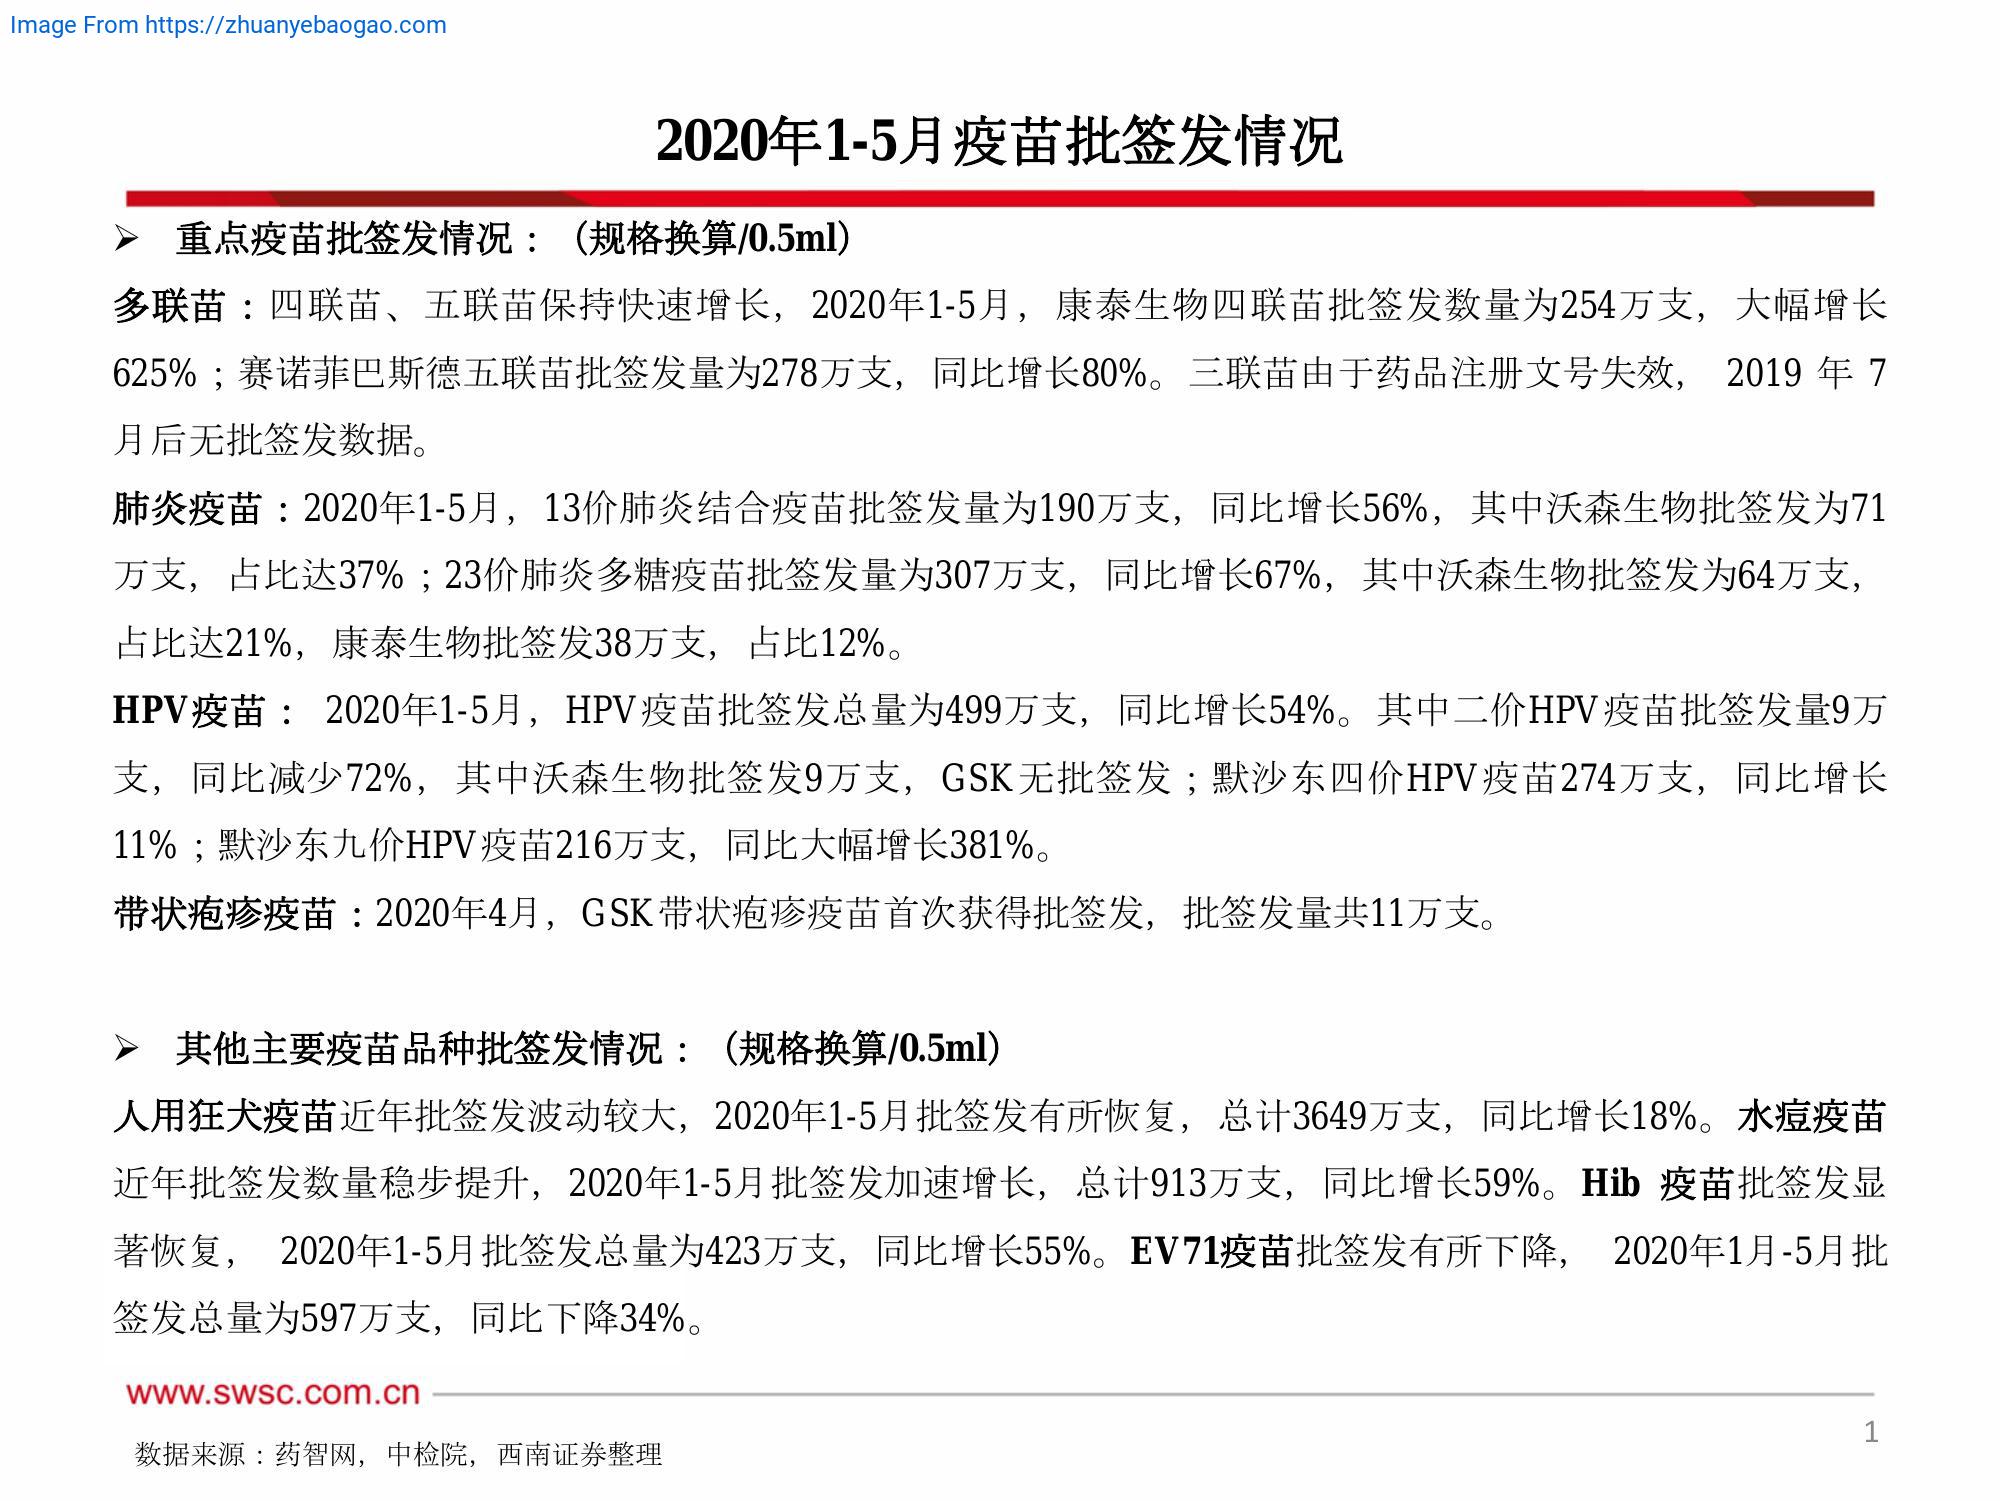 Image From https://zhuanyebaogao.com
2020年1-5月疫苗批签发情况
➢ 重点疫苗批签发情况：（规格换算/0.5ml）
多联苗：四联苗、五联苗保持快速增长，2020年1-5月，康泰生物四联苗批签发数量为254万支，大幅增长
625%；赛诺菲巴斯德五联苗批签发量为278万支，同比增长80%。三联苗由于药品注册文号失效， 2019 年 7
月后无批签发数据。
肺炎疫苗：2020年1-5月，13价肺炎结合疫苗批签发量为190万支，同比增长56%，其中沃森生物批签发为71
万支，占比达37%；23价肺炎多糖疫苗批签发量为307万支，同比增长67%，其中沃森生物批签发为64万支，
占比达21%，康泰生物批签发38万支，占比12%。
HPV疫苗： 2020年1-5月，HPV疫苗批签发总量为499万支，同比增长54%。其中二价HPV疫苗批签发量9万
支，同比减少72%，其中沃森生物批签发9万支，GSK无批签发；默沙东四价HPV疫苗274万支，同比增长
11%；默沙东九价HPV疫苗216万支，同比大幅增长381%。
带状疱疹疫苗：2020年4月，GSK带状疱疹疫苗首次获得批签发，批签发量共11万支。
➢ 其他主要疫苗品种批签发情况：（规格换算/0.5ml）
人用狂犬疫苗近年批签发波动较大，2020年1-5月批签发有所恢复，总计3649万支，同比增长18%。水痘疫苗
近年批签发数量稳步提升，2020年1-5月批签发加速增长，总计913万支，同比增长59%。Hib 疫苗批签发显
著恢复， 2020年1-5月批签发总量为423万支，同比增长55%。EV71疫苗批签发有所下降， 2020年1月-5月批
签发总量为597万支，同比下降34%。
www.swsc.com.cn
1
数据来源：药智网，中检院，西南证券整理